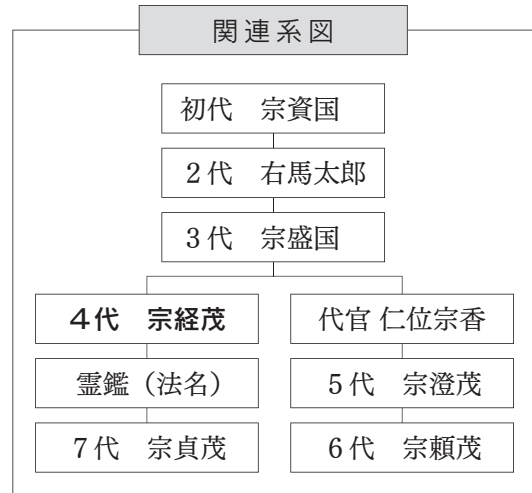 関連系図
初代 宗資国
2代 右馬太郎
3代 宗盛国
4代 宗経茂
代官 仁位宗香
霊鑑(法名)
5代 宗澄茂
7代 宗貞茂
6代 宗頼茂